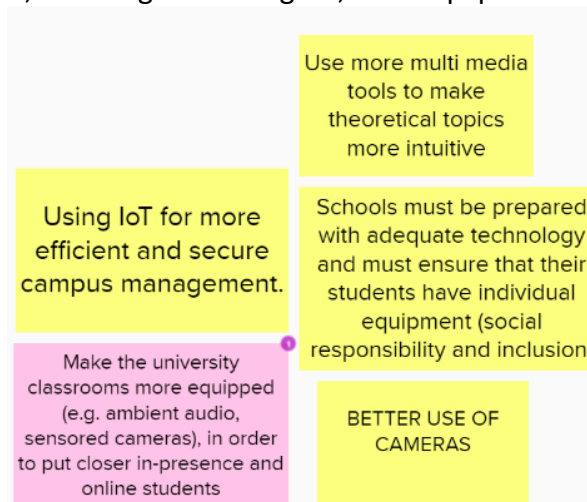 Use more multi media
tools to make
theoretical topics
more intuitive
Using IoT for more
efficient and secure
campus management.
Schools must be prepared
with adequate technology
and must ensure that their
students have individual
equipment (social
responsibility and inclusion
1
Make the university
classrooms more equipped
(e.g. ambient audio,
sensored cameras), in order
to put closer in-presence and
online students
BETTER USE OF
CAMERAS